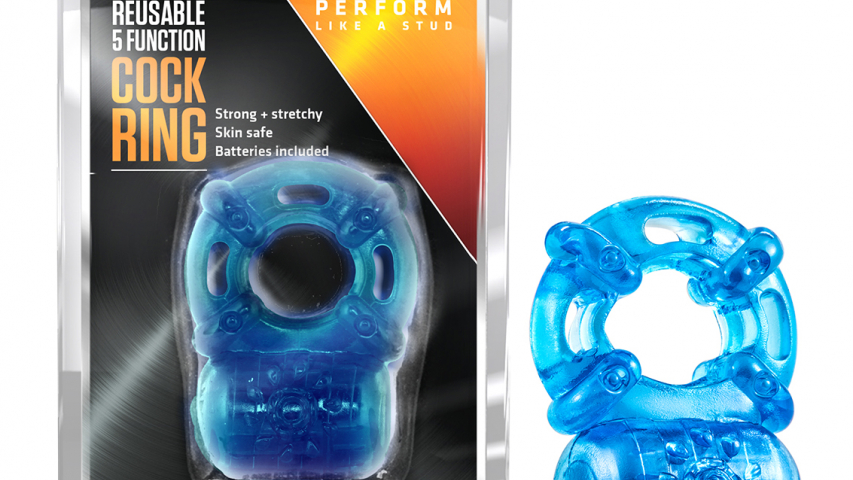 REUSABLE
5 FUNCTION
COCK
RING
Strong + stretchy
Skin safe
Batteries included
PERFORM
LIKE A STUD